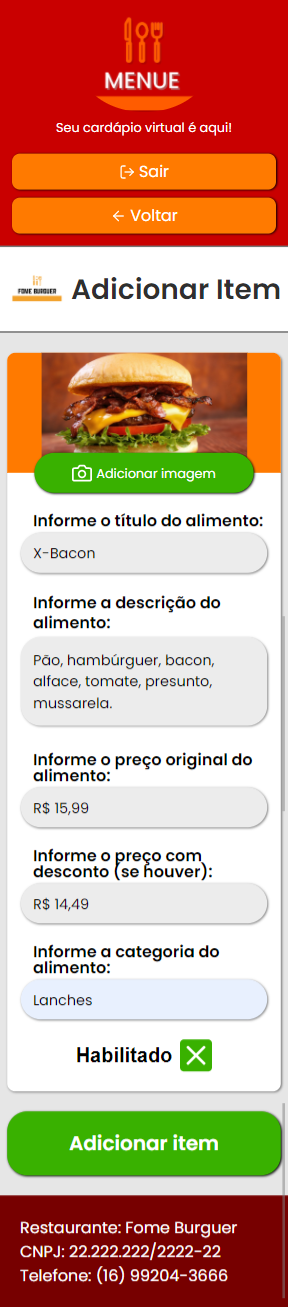 MENUE
Seu cardápio virtual é aqui!
Sair
Voltar
FOME BURGUER
Adicionar Item
Adicionar imagem
Informe o título do alimento:
X-Bacon
Informe a descrição do
alimento:
Pão, hambúrguer, bacon,
alface, tomate, presunto,
mussarela.
Informe o preço original do
alimento:
R$ 15,99
Informe o preço com
desconto (se houver):
R$ 14,49
Informe a categoria do
alimento:
Lanches
Habilitado
Adicionar item
Restaurante: Fome Burguer
CNPJ: 22.222.222/2222-22
Telefone: (16) 99204-3666